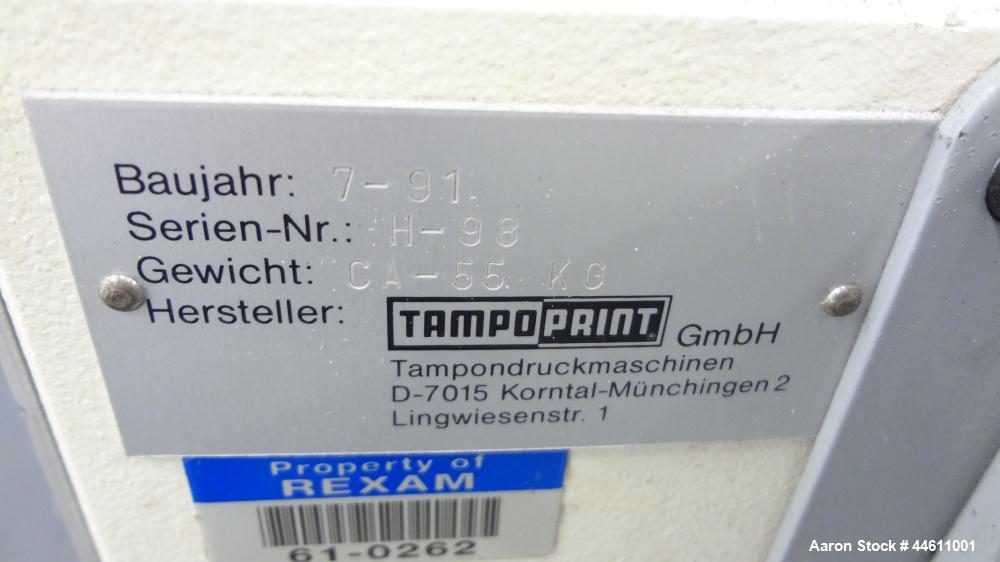 Baujahr: 7-91
Serien-Nr.: H-98
Gewicht: CA-55 KG
Hersteller: TAMPOPRINT GmbH
Tampondruckmaschinen
D-7015 Korntal-Münchingen 2
Lingwiesenstr. 1
Property of
REXAM
61-0262
Aaron Stock # 44611001